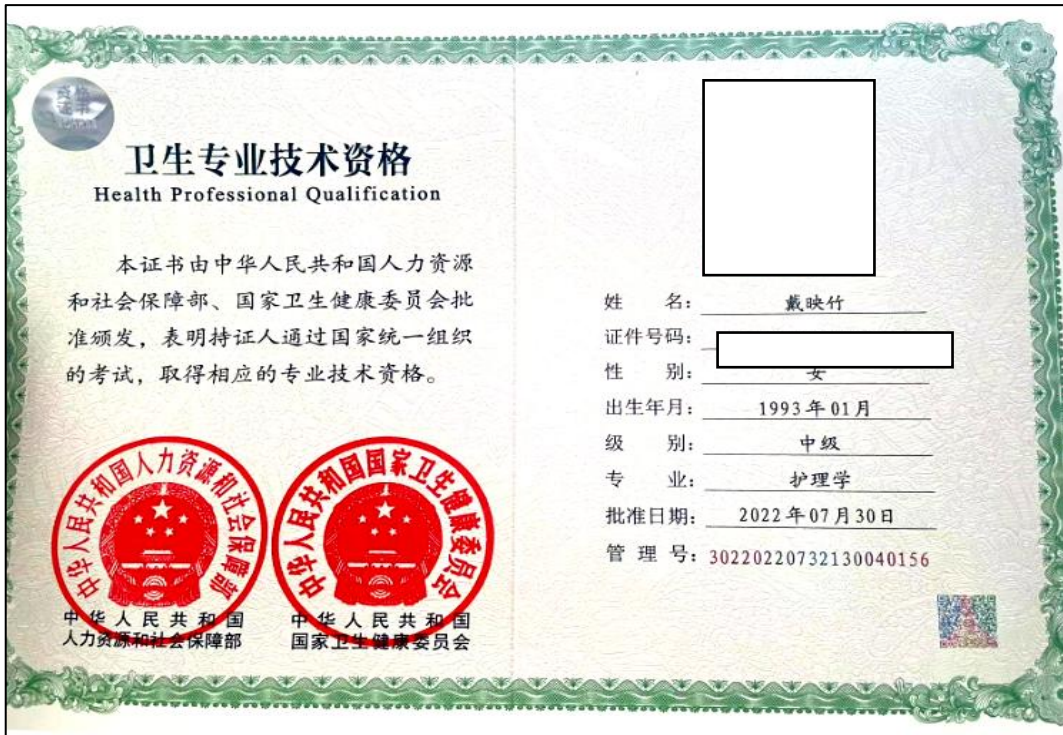 卫生专业技术资格
Health Professional Qualification
本证书由中华人民共和国人力资源
和社会保障部、国家卫生健康委员会批
准颁发，表明持证人通过国家统一组织
的考试，取得相应的专业技术资格。
中华人民共和国人力资源和社会保障部
中华人民共和国国家卫生健康委员会
中华人民共和国
人力资源和社会保障部
中华人民共和国
国家卫生健康委员会
姓 名：戴映竹
证件号码：
性 别：女
出生年月：1993年01月
级 别：中级
专 业：护理学
批准日期：2022年07月30日
管 理 号：30220220732130040156